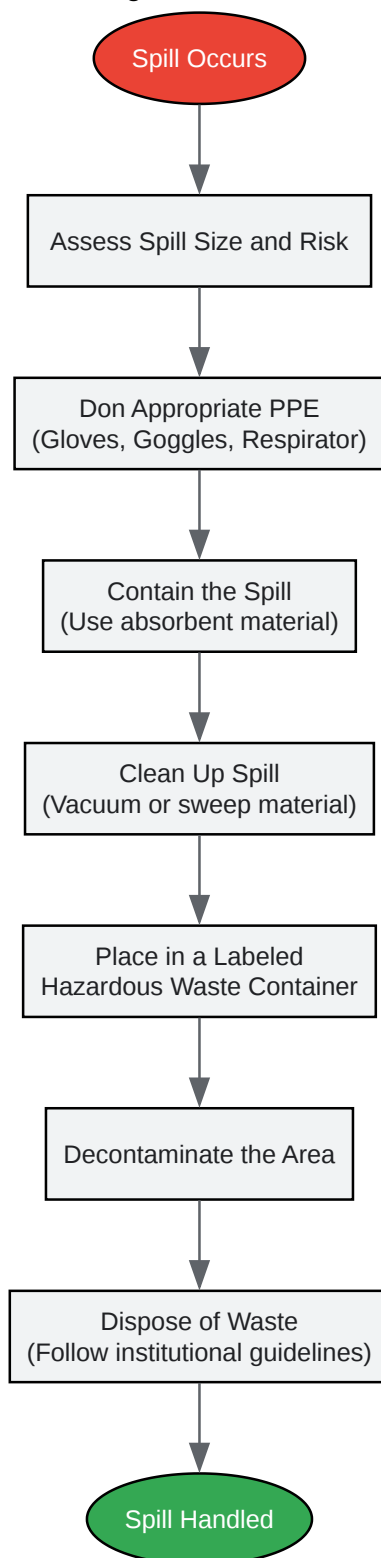 Spill Occurs
Assess Spill Size and Risk
Don Appropriate PPE
(Gloves, Goggles, Respirator)
Contain the Spill
(Use absorbent material)
Clean Up Spill
(Vacuum or sweep material)
Place in a Labeled
Hazardous Waste Container
Decontaminate the Area
Dispose of Waste
(Follow institutional guidelines)
Spill Handled